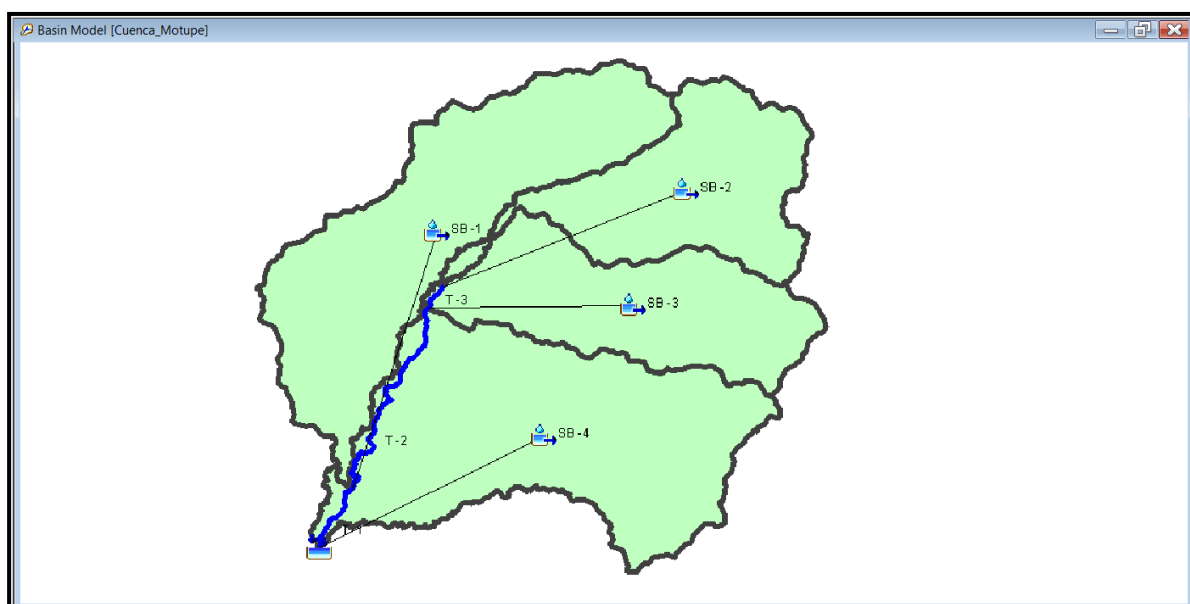 Basin Model [Cuenca_Motupe]
SB-2
SB-1
T-3
SB-3
T-2
SB-4